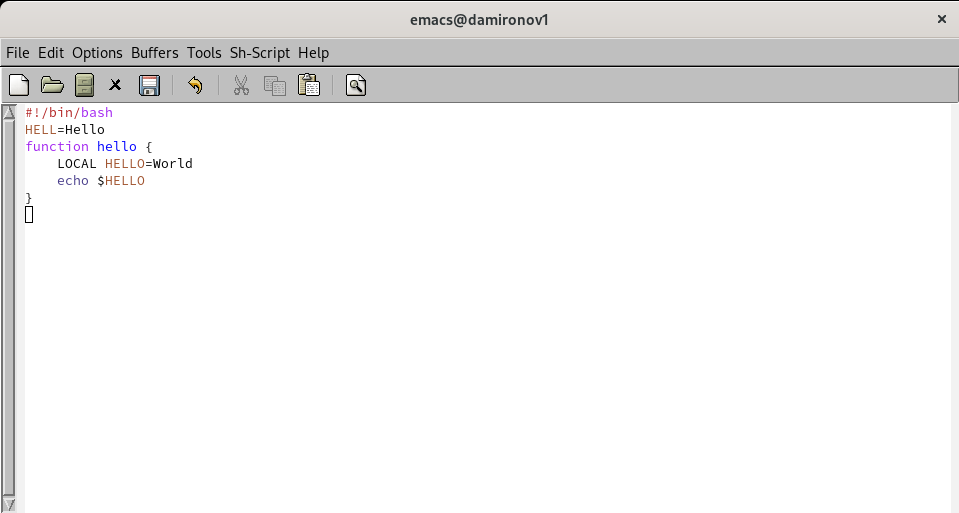 emacs@damironov1
File Edit Options Buffers Tools Sh-Script Help
#!/bin/bash
HELL=Hello
function hello {
    LOCAL HELLO=World
    echo $HELLO
}